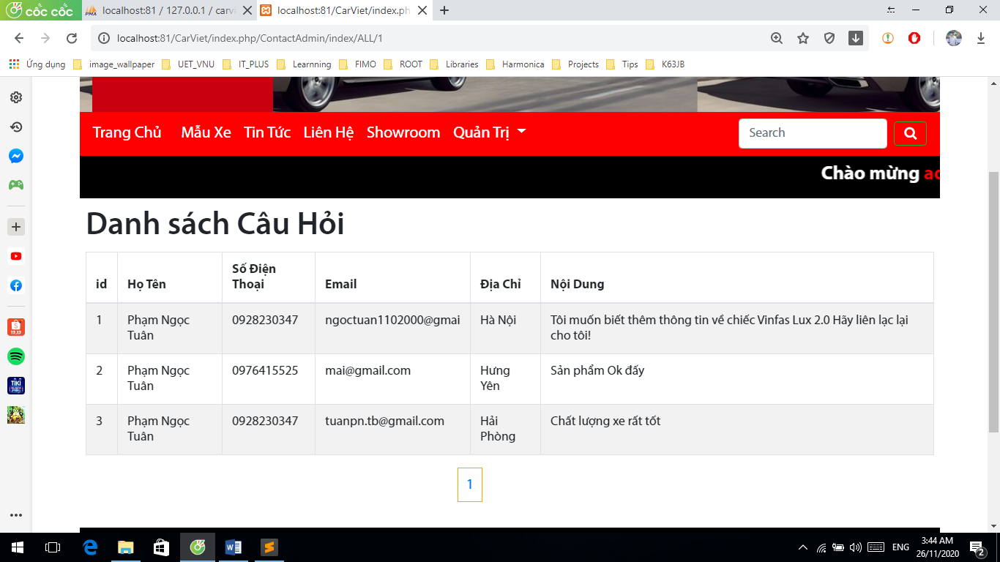 cốc cốc
localhost:81 / 127.0.0.1 / carvi
localhost:81/CarViet/index.ph
localhost:81/CarViet/index.php/ContactAdmin/index/ALL/1
Ứng dụng image_wallpaper UET_VNU IT_PLUS Learnning FIMO ROOT Libraries Harmonica Projects Tips K63JB
Trang Chủ Mẫu Xe Tin Tức Liên Hệ Showroom Quản Trị Search
Chào mừng ad
Danh sách Câu Hỏi
id Họ Tên Số Điện Thoại Email Địa Chỉ Nội Dung
1 Phạm Ngọc Tuân 0928230347 ngoctuan1102000@gmai Hà Nội Tôi muốn biết thêm thông tin về chiếc Vinfas Lux 2.0 Hãy liên lạc lại cho tôi!
2 Phạm Ngọc Tuân 0976415525 mai@gmail.com Hưng Yên Sản phẩm Ok đấy
3 Phạm Ngọc Tuân 0928230347 tuanpn.tb@gmail.com Hải Phòng Chất lượng xe rất tốt
1
ENG
3:44 AM
26/11/2020
2